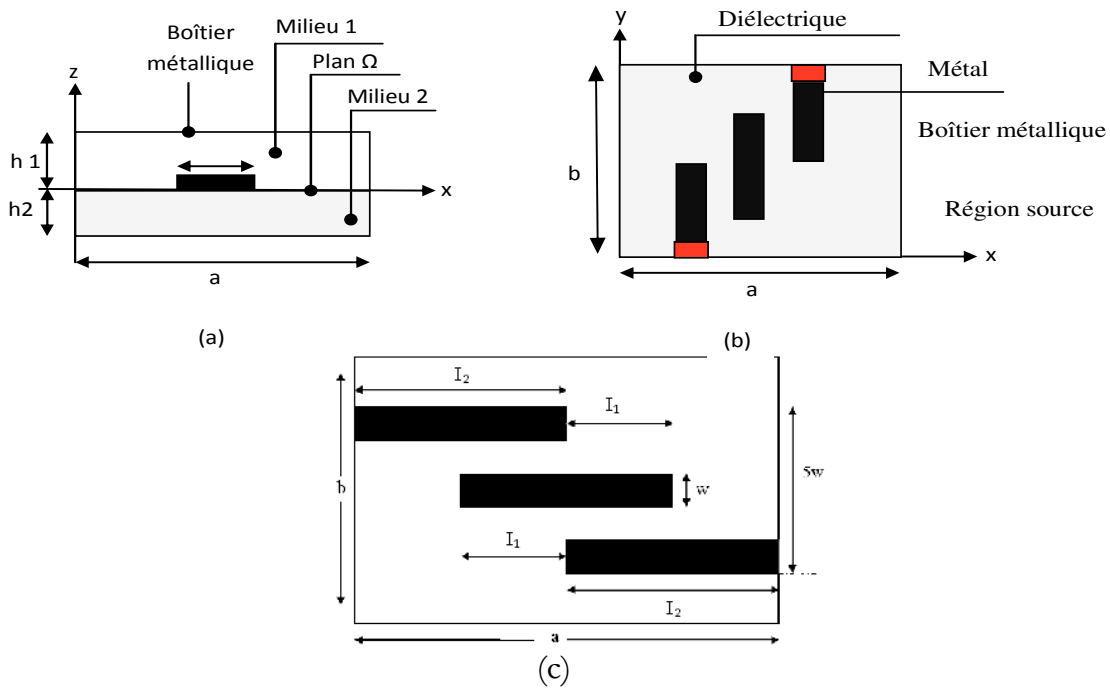 Boîtier
métallique
Milieu 1
Plan Ω
Milieu 2
z
h 1
h2
x
a
(a)
y
Diélectrique
Métal
Boîtier métallique
Région source
b
x
a
(b)
I₂
I₁
b
w
5w
I₁
I₂
a
(c)